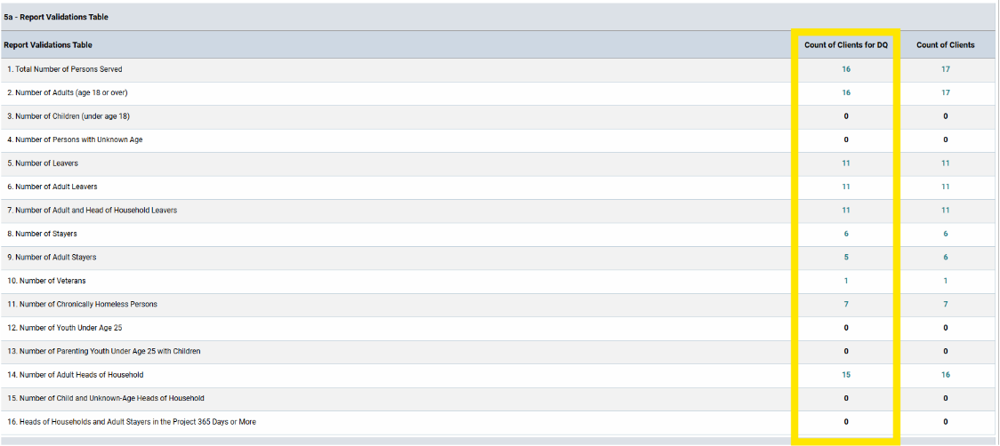 5a - Report Validations Table
Report Validations Table Count of Clients for DQ Count of Clients
1. Total Number of Persons Served 16 17
2. Number of Adults (age 18 or over) 16 17
3. Number of Children (under age 18) 0 0
4. Number of Persons with Unknown Age 0 0
5. Number of Leavers 11 11
6. Number of Adult Leavers 11 11
7. Number of Adult and Head of Household Leavers 11 11
8. Number of Stayers 6 6
9. Number of Adult Stayers 5 6
10. Number of Veterans 1 1
11. Number of Chronically Homeless Persons 7 7
12. Number of Youth Under Age 25 0 0
13. Number of Parenting Youth Under Age 25 with Children 0 0
14. Number of Adult Heads of Household 15 16
15. Number of Child and Unknown-Age Heads of Household 0 0
16. Heads of Households and Adult Stayers in the Project 365 Days or More 0 0